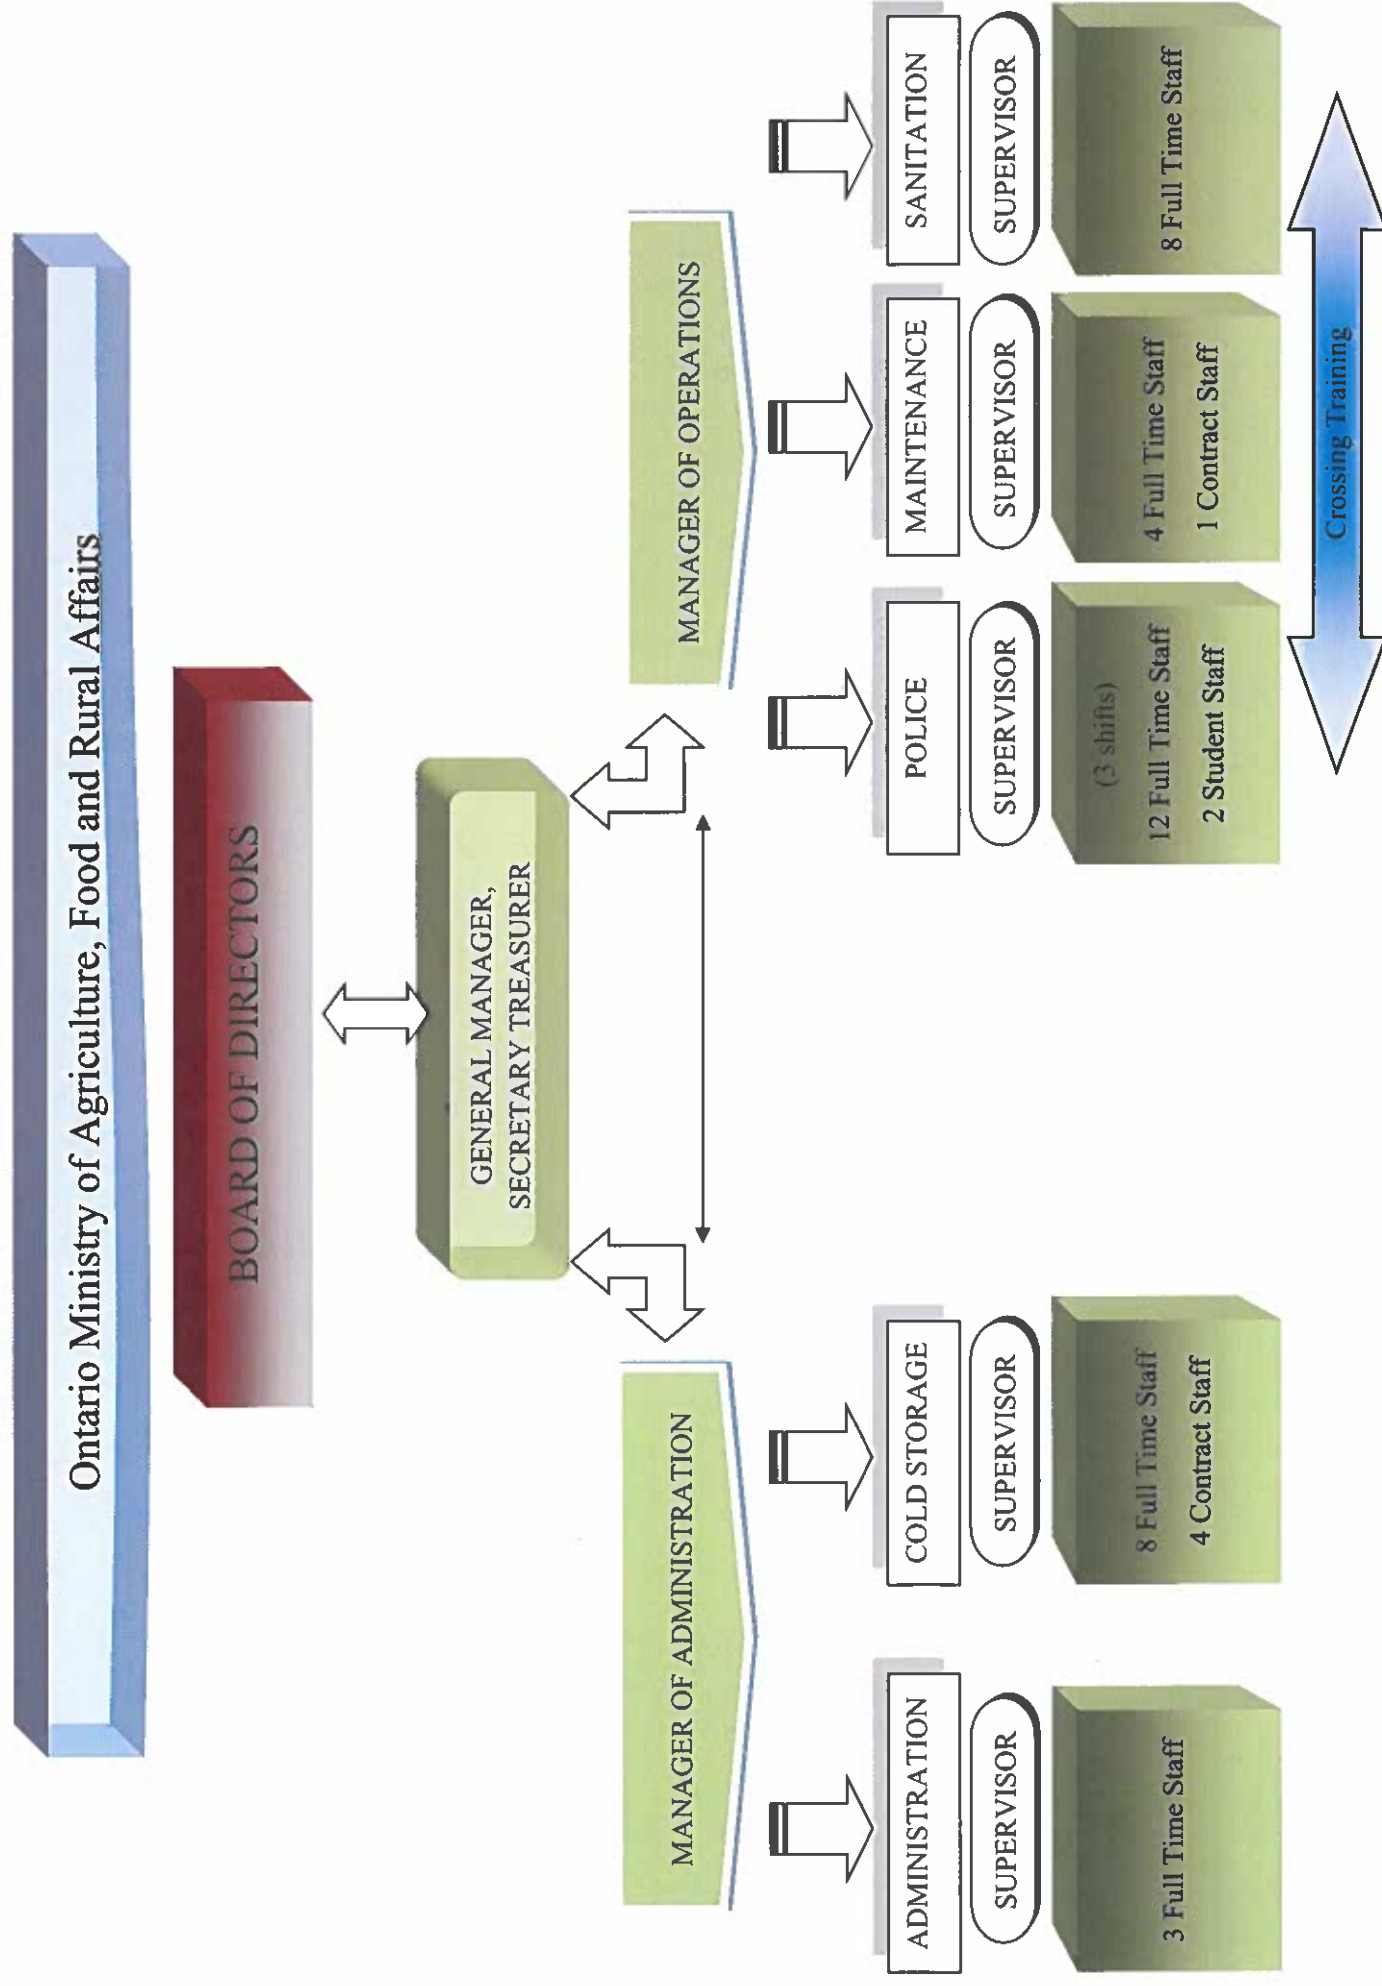 Ontario Ministry of Agriculture, Food and Rural Affairs
BOARD OF DIRECTORS
GENERAL MANAGER,
SECRETARY TREASURER
MANAGER OF ADMINISTRATION
MANAGER OF OPERATIONS
ADMINISTRATION
SUPERVISOR
3 Full Time Staff
COLD STORAGE
SUPERVISOR
8 Full Time Staff
4 Contract Staff
POLICE
SUPERVISOR
(3 shifts)
12 Full Time Staff
2 Student Staff
MAINTENANCE
SUPERVISOR
4 Full Time Staff
1 Contract Staff
SANITATION
SUPERVISOR
8 Full Time Staff
Crossing Training